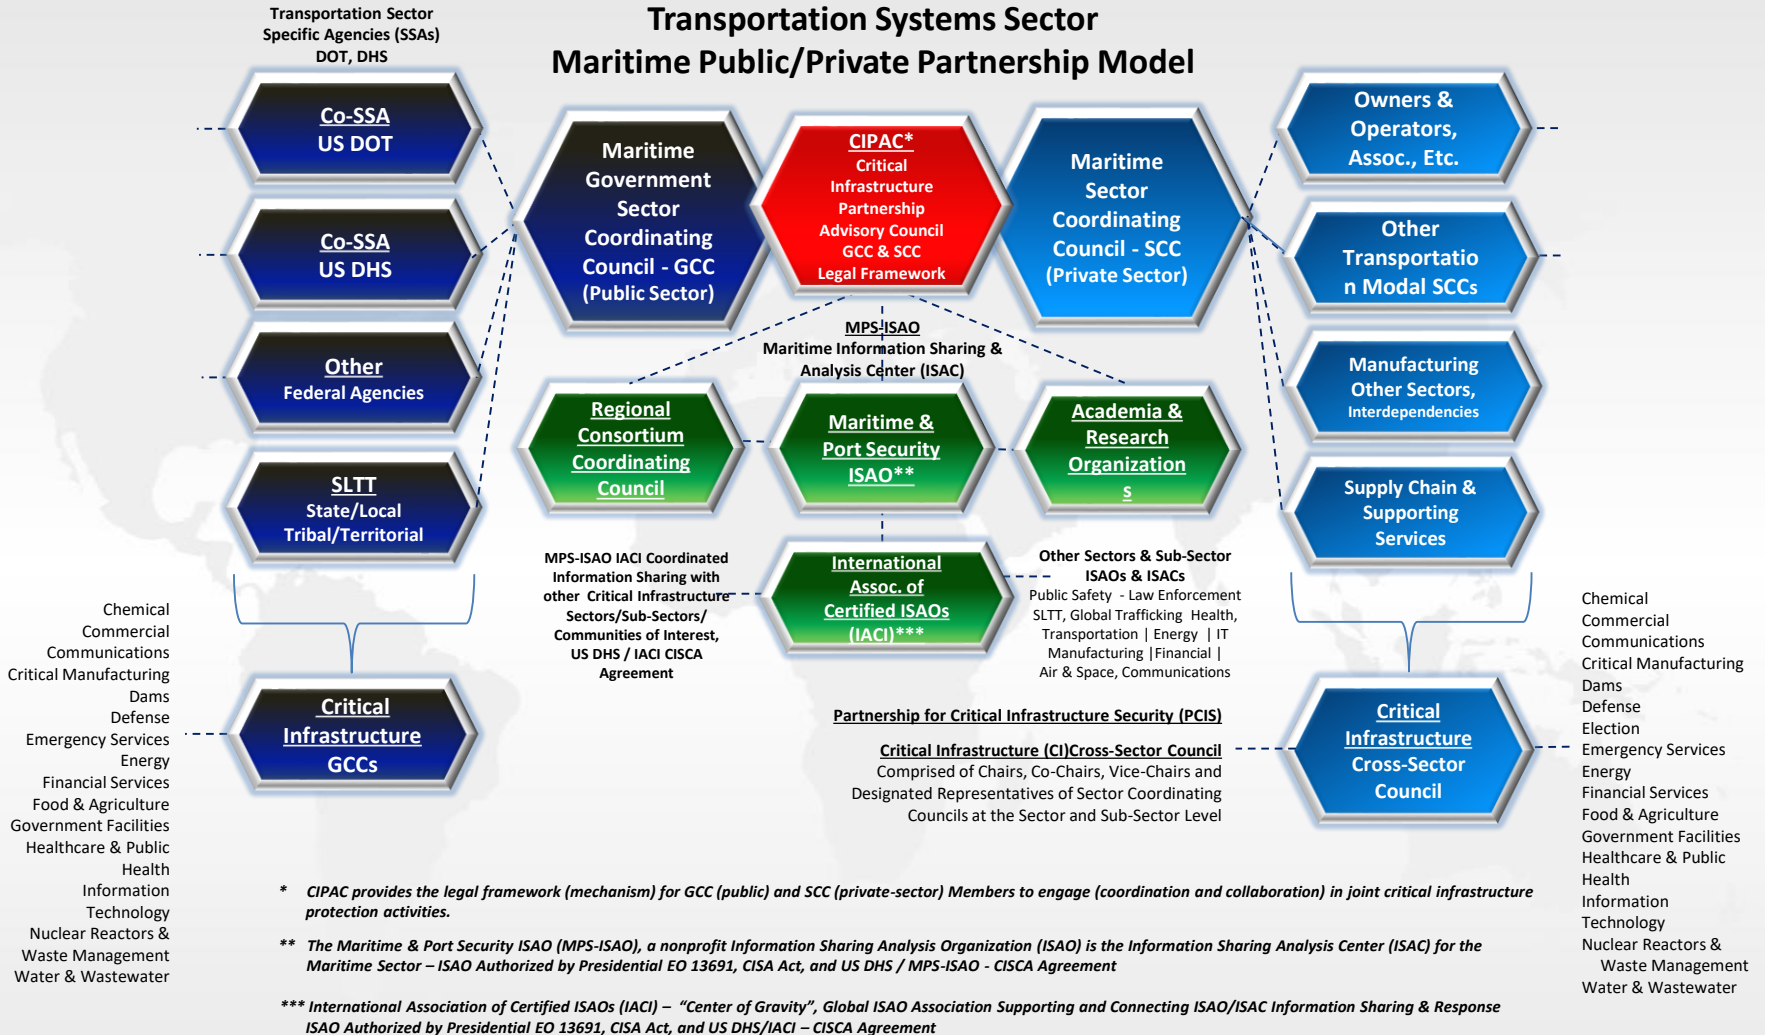 Transportation Systems Sector
Maritime Public/Private Partnership Model
Transportation Sector
Specific Agencies (SSAs)
DOT, DHS
Co-SSA
US DOT
Co-SSA
US DHS
Other
Federal Agencies
SLTT
State/Local
Tribal/Territorial
Maritime
Government
Sector
Coordinating
Council - GCC
(Public Sector)
CIPAC*
Critical
Infrastructure
Partnership
Advisory Council
GCC & SCC
Legal Framework
Maritime
Sector
Coordinating
Council - SCC
(Private Sector)
Owners &
Operators,
Assoc., Etc.
Other
Transportatio
n Modal SCCs
Manufacturing
Other Sectors,
Interdependencies
Supply Chain &
Supporting
Services
MPS-ISAO
Maritime Information Sharing &
Analysis Center (ISAC)
Regional
Consortium
Coordinating
Council
Maritime &
Port Security
ISAO**
Academia &
Research
Organization
s
MPS-ISAO IACI Coordinated
Information Sharing with
other Critical Infrastructure
Sectors/Sub-Sectors/
Communities of Interest,
US DHS / IACI CISCA
Agreement
International
Assoc. of
Certified ISAOs
(IACI)***
Other Sectors & Sub-Sector
ISAOs & ISACs
Public Safety - Law Enforcement
SLTT, Global Trafficking Health,
Transportation | Energy | IT
Manufacturing |Financial |
Air & Space, Communications
Chemical
Commercial
Communications
Critical Manufacturing
Dams
Defense
Emergency Services
Energy
Financial Services
Food & Agriculture
Government Facilities
Healthcare & Public
Health
Information
Technology
Nuclear Reactors &
Waste Management
Water & Wastewater
Critical
Infrastructure
GCCs
Partnership for Critical Infrastructure Security (PCIS)
Critical Infrastructure (CI)Cross-Sector Council
Comprised of Chairs, Co-Chairs, Vice-Chairs and
Designated Representatives of Sector Coordinating
Councils at the Sector and Sub-Sector Level
Critical
Infrastructure
Cross-Sector
Council
Chemical
Commercial
Communications
Critical Manufacturing
Dams
Defense
Election
Emergency Services
Energy
Financial Services
Food & Agriculture
Government Facilities
Healthcare & Public
Health
Information
Technology
Nuclear Reactors &
Waste Management
Water & Wastewater
* CIPAC provides the legal framework (mechanism) for GCC (public) and SCC (private-sector) Members to engage (coordination and collaboration) in joint critical infrastructure
protection activities.
** The Maritime & Port Security ISAO (MPS-ISAO), a nonprofit Information Sharing Analysis Organization (ISAO) is the Information Sharing Analysis Center (ISAC) for the
Maritime Sector – ISAO Authorized by Presidential EO 13691, CISA Act, and US DHS / MPS-ISAO - CISCA Agreement
*** International Association of Certified ISAOs (IACI) – “Center of Gravity”, Global ISAO Association Supporting and Connecting ISAO/ISAC Information Sharing & Response
ISAO Authorized by Presidential EO 13691, CISA Act, and US DHS/IACI – CISCA Agreement